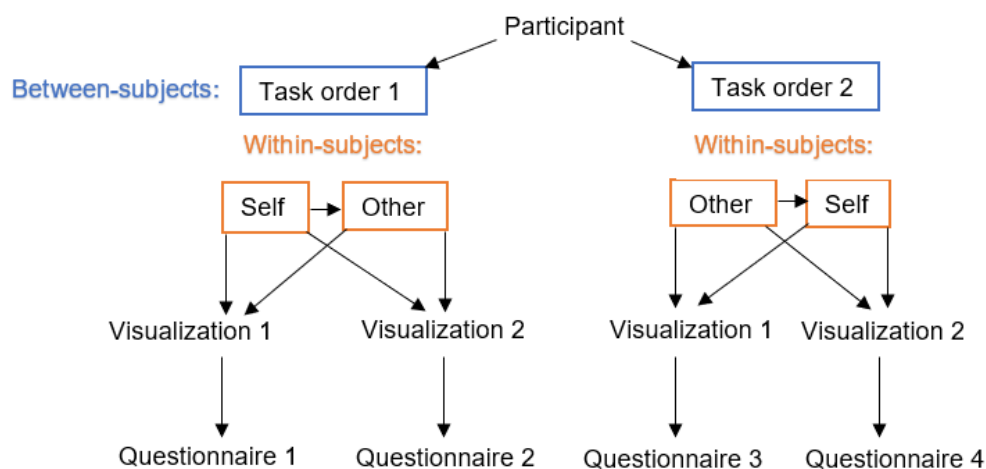 Participant
Between-subjects: Task order 1 Task order 2
Within-subjects: Within-subjects:
Self Other Other Self
Visualization 1 Visualization 2 Visualization 1 Visualization 2
Questionnaire 1 Questionnaire 2 Questionnaire 3 Questionnaire 4